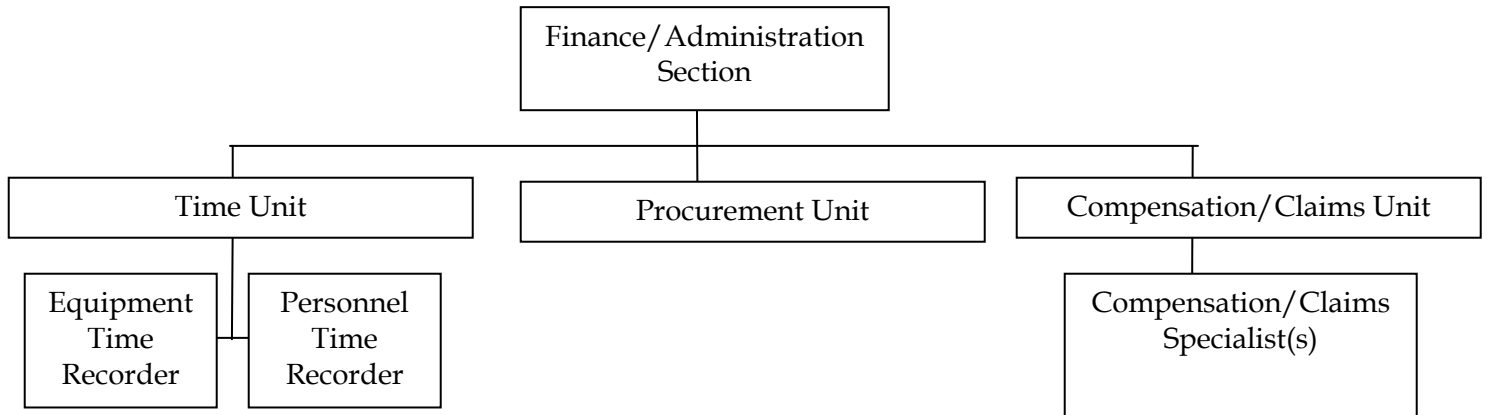 Finance/Administration
Section
Time Unit
Procurement Unit
Compensation/Claims Unit
Equipment
Time
Recorder
Personnel
Time
Recorder
Compensation/Claims
Specialist(s)